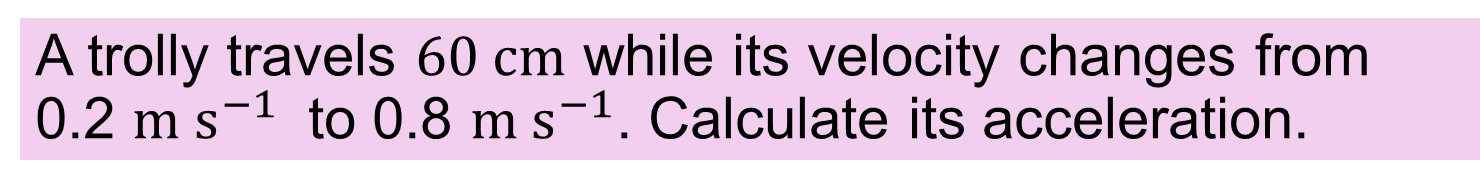 A trolly travels 60 cm while its velocity changes from
0.2 m s⁻¹ to 0.8 m s⁻¹. Calculate its acceleration.